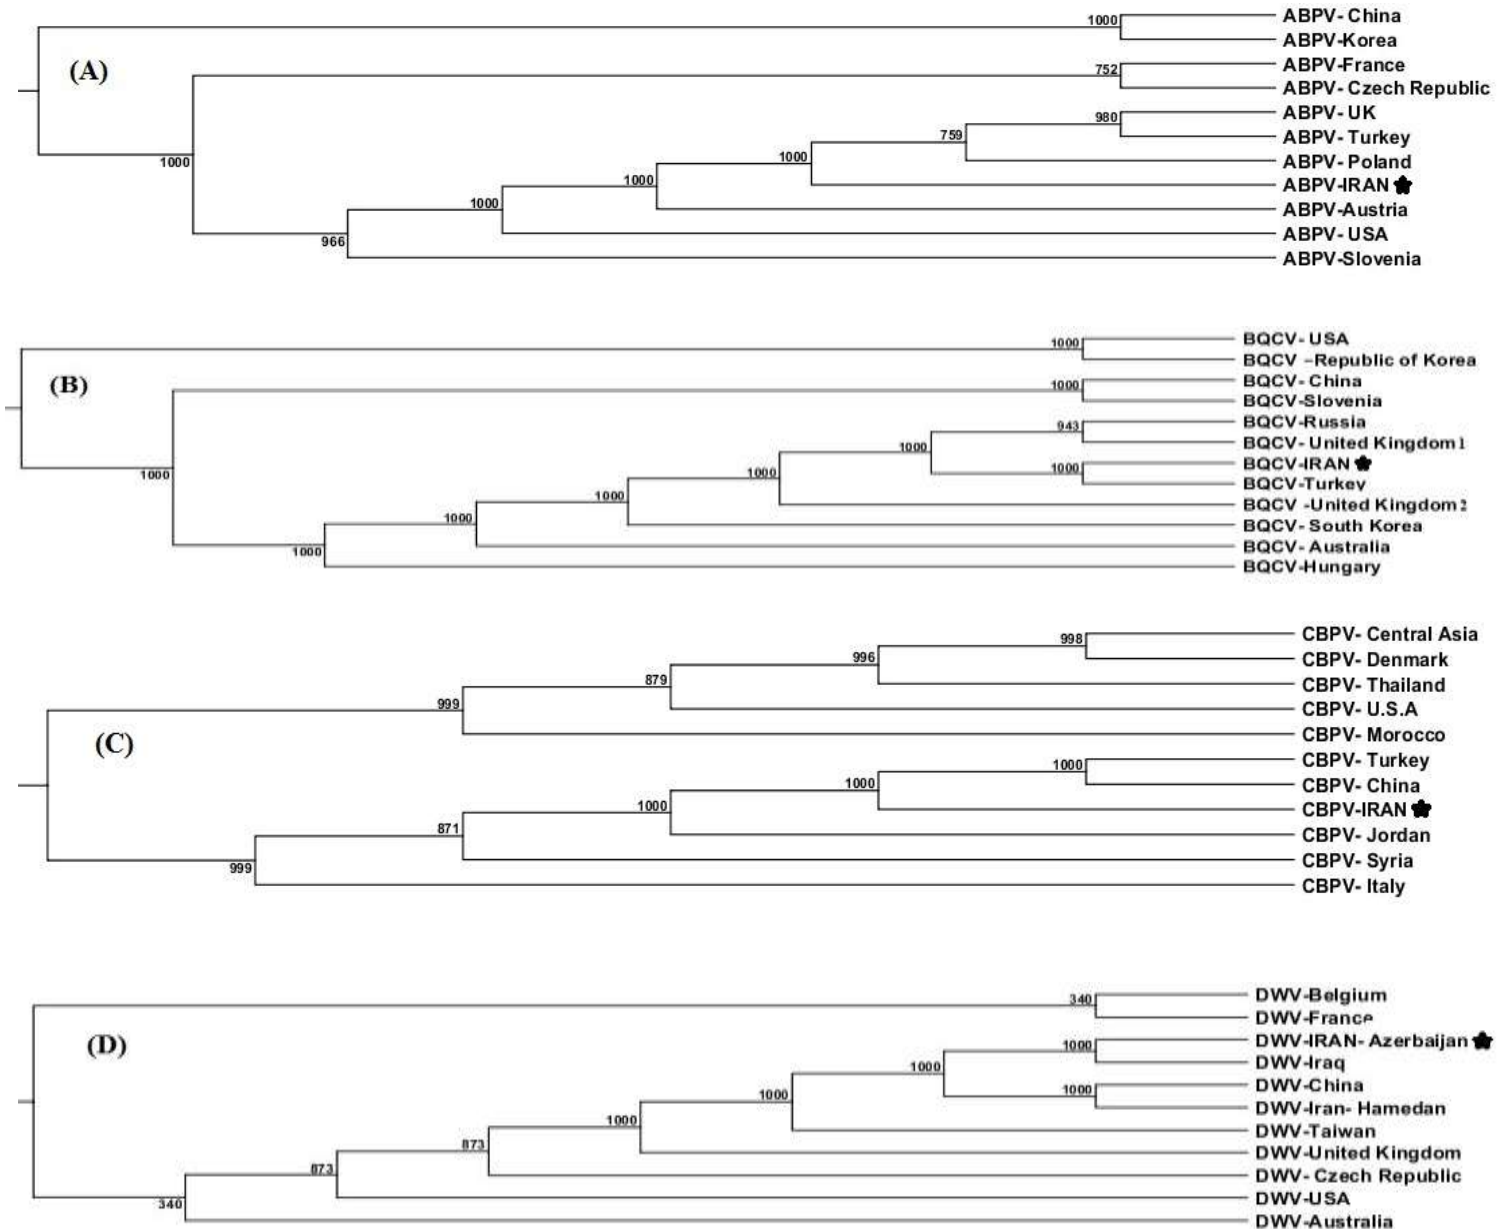 1000
ABPV- China
ABPV-Korea
(A)
752
ABPV-France
ABPV- Czech Republic
980
ABPV- UK
759
ABPV- Turkey
1000
ABPV- Poland
1000
1000
ABPV-IRAN
1000
ABPV-Austria
966
ABPV- USA
ABPV-Slovenia
1000
BQCV- USA
BQCV –Republic of Korea
(B)
1000
BQCV- China
BQCV-Slovenia
943
BQCV-Russia
1000
BQCV- United Kingdom1
1000
1000
1000
BQCV-IRAN
BQCV-Turkey
1000
BQCV -United Kingdom2
1000
BQCV- South Korea
1000
BQCV- Australia
BQCV-Hungary
998
CBPV- Central Asia
996
CBPV- Denmark
879
CBPV- Thailand
999
CBPV- U.S.A
CBPV- Morocco
(C)
1000
CBPV- Turkey
1000
CBPV- China
1000
CBPV-IRAN
871
CBPV- Jordan
999
CBPV- Syria
CBPV- Italy
340
DWV-Belgium
DWV-France
(D)
1000
DWV-IRAN- Azerbaijan
1000
DWV-Iraq
1000
1000
DWV-China
DWV-Iran- Hamedan
1000
DWV-Taiwan
873
DWV-United Kingdom
873
DWV- Czech Republic
340
DWV-USA
DWV-Australia